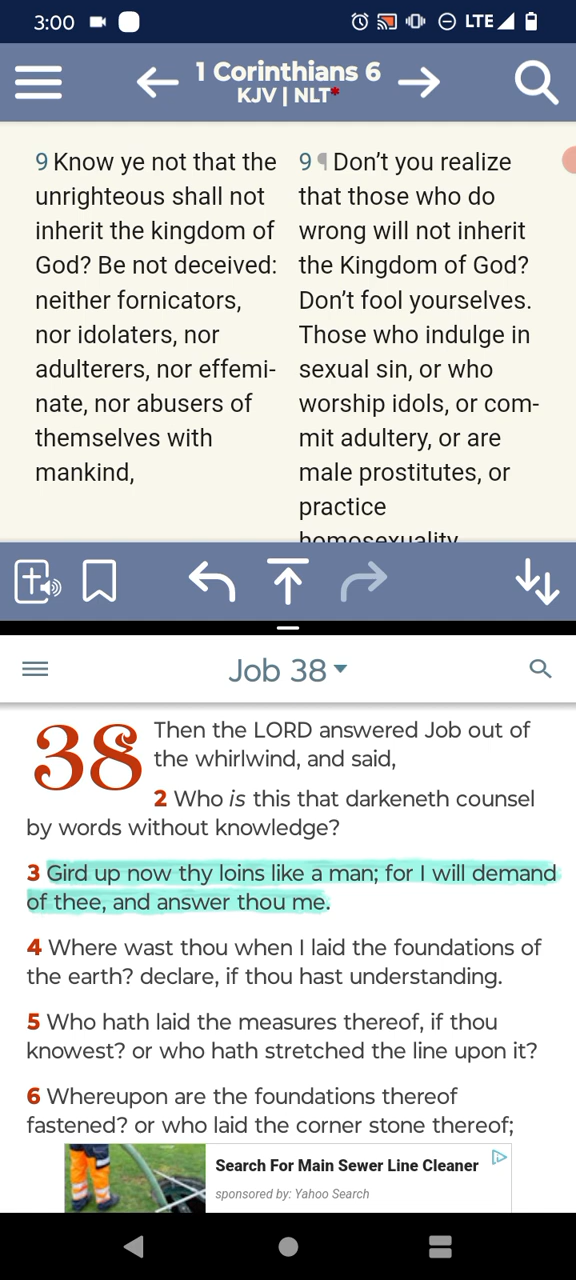 3:00
LTE
1 Corinthians 6
KJV | NLT*
9 Know ye not that the
unrighteous shall not
inherit the kingdom of
God? Be not deceived:
neither fornicators,
nor idolaters, nor
adulterers, nor effemi-
nate, nor abusers of
themselves with
mankind,
9 ¶ Don’t you realize
that those who do
wrong will not inherit
the Kingdom of God?
Don’t fool yourselves.
Those who indulge in
sexual sin, or who
worship idols, or com-
mit adultery, or are
male prostitutes, or
practice
homosexuality
Job 38
38
Then the LORD answered Job out of
the whirlwind, and said,
2 Who is this that darkeneth counsel
by words without knowledge?
3 Gird up now thy loins like a man; for I will demand
of thee, and answer thou me.
4 Where wast thou when I laid the foundations of
the earth? declare, if thou hast understanding.
5 Who hath laid the measures thereof, if thou
knowest? or who hath stretched the line upon it?
6 Whereupon are the foundations thereof
fastened? or who laid the corner stone thereof;
Search For Main Sewer Line Cleaner
sponsored by: Yahoo Search